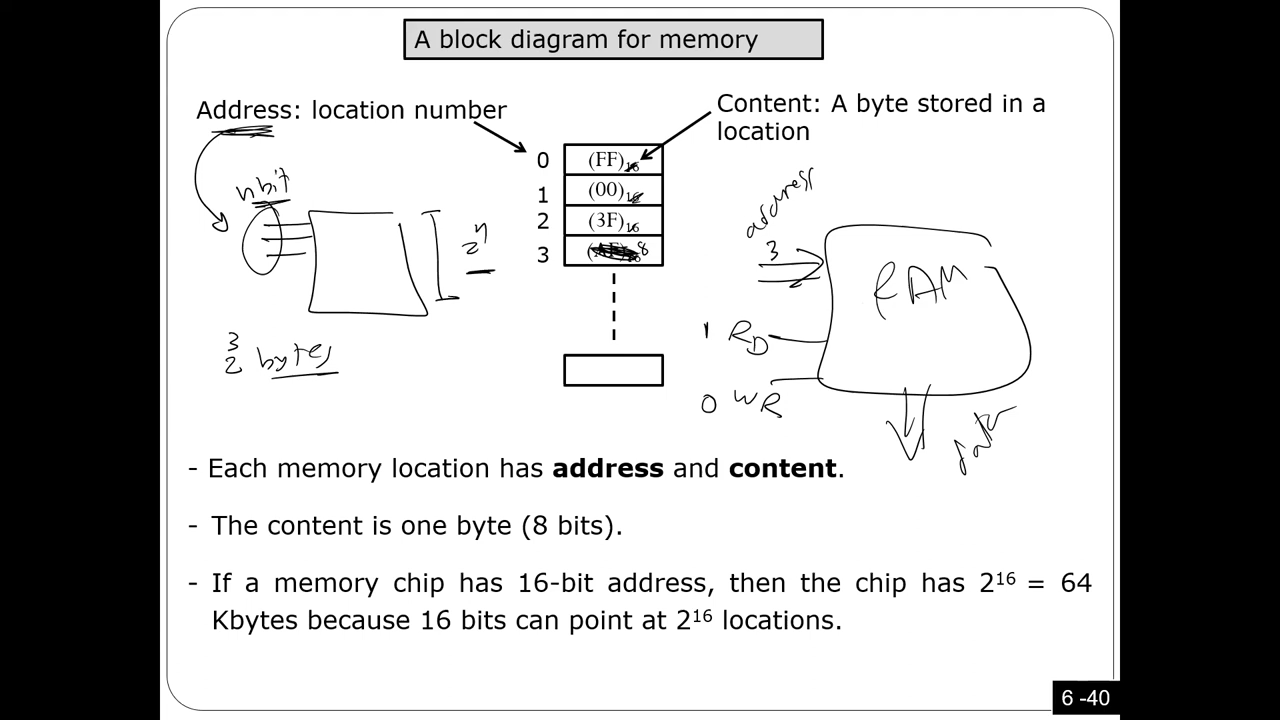 A block diagram for memory
Address: location number
Content: A byte stored in a
location
0 (FF)16
1 (00)16
2 (3F)16
3 8
n bit
2^n
2^3 bytes
address
3
RAM
1 RD
0 WR
- Each memory location has address and content.
- The content is one byte (8 bits).
- If a memory chip has 16-bit address, then the chip has 2¹⁶ = 64
Kbytes because 16 bits can point at 2¹⁶ locations.
6 -40